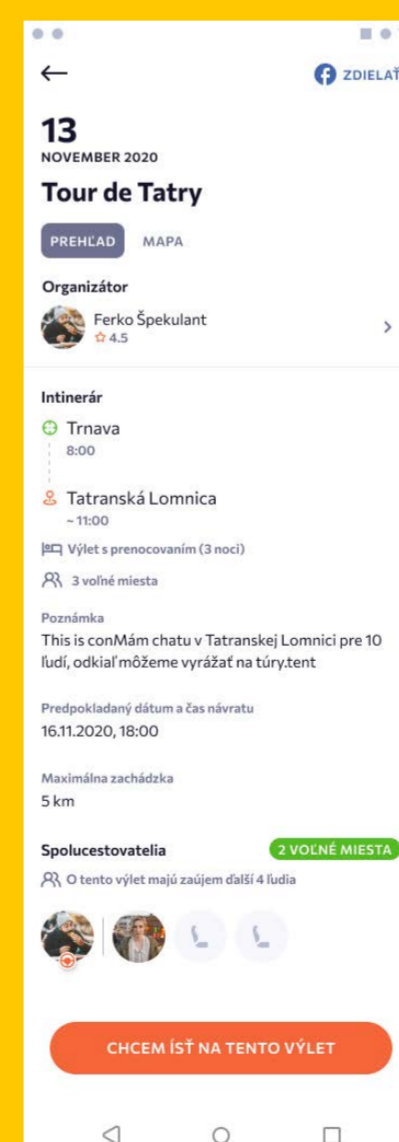 ZDIELAŤ
13
NOVEMBER 2020
Tour de Tatry
PREHĽAD MAPA
Organizátor
Ferko Špekulant
4.5
Intinerár
Trnava
8:00
Tatranská Lomnica
~ 11:00
Výlet s prenocovaním (3 noci)
3 voľné miesta
Poznámka
This is conMám chatu v Tatranskej Lomnici pre 10
ľudí, odkiaľ môžeme vyrážať na túry.tent
Predpokladaný dátum a čas návratu
16.11.2020, 18:00
Maximálna zachádzka
5 km
Spolucestovatelia 2 VOĽNÉ MIESTA
O tento výlet majú zaújem ďalší 4 ľudia
CHCEM ÍSŤ NA TENTO VÝLET